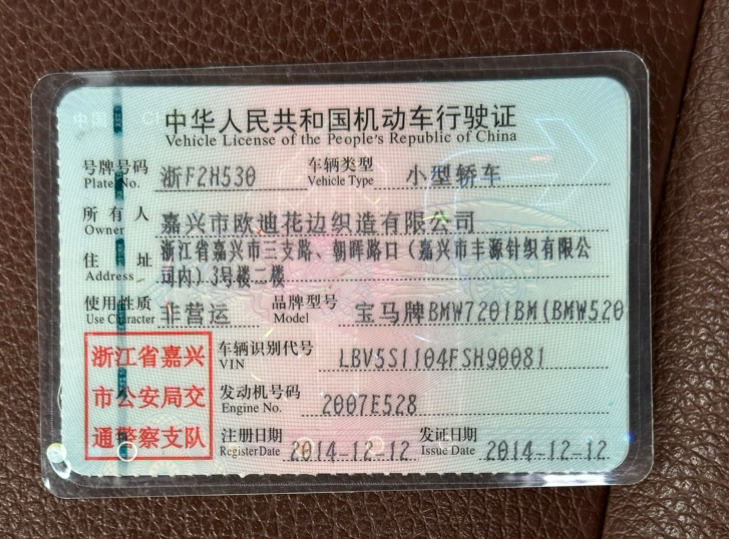 中华人民共和国机动车行驶证
Vehicle License of the People's Republic of China
号牌号码 浙F2H530 车辆类型 小型轿车
Plate No. Vehicle Type
所有人 嘉兴市欧迪花边织造有限公司
Owner
住址 浙江省嘉兴市三支路、朝晖路口(嘉兴市丰源针织有限公
Address 司内)3号楼二楼
使用性质 非营运 品牌型号 宝马牌BMW7201BM(BMW520
Use Character Model
浙江省嘉兴
市公安局交
通警察支队
车辆识别代号 LBV5S1104FSH90081
VIN
发动机号码 2007E528
Engine No.
注册日期 2014-12-12 发证日期 2014-12-12
Register Date Issue Date